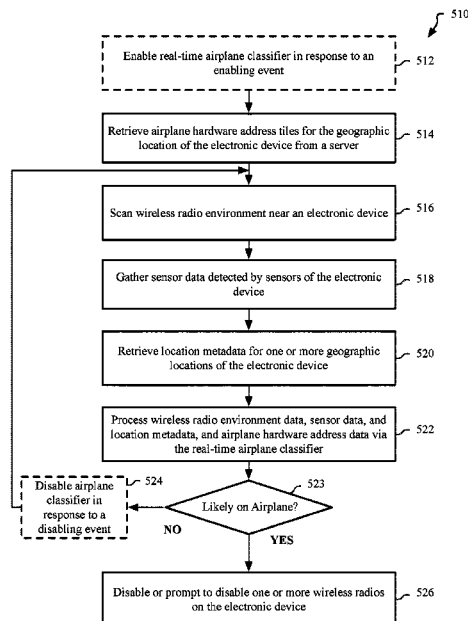 510
Enable real-time airplane classifier in response to an
enabling event
512
Retrieve airplane hardware address tiles for the geographic
location of the electronic device from a server
514
Scan wireless radio environment near an electronic device
516
Gather sensor data detected by sensors of the electronic
device
518
Retrieve location metadata for one or more geographic
locations of the electronic device
520
Process wireless radio environment data, sensor data, and
location metadata, and airplane hardware address data via
the real-time airplane classifier
522
523
Likely on Airplane?
524
Disable airplane
classifier in
response to a
disabling event
NO
YES
Disable or prompt to disable one or more wireless radios
on the electronic device
526